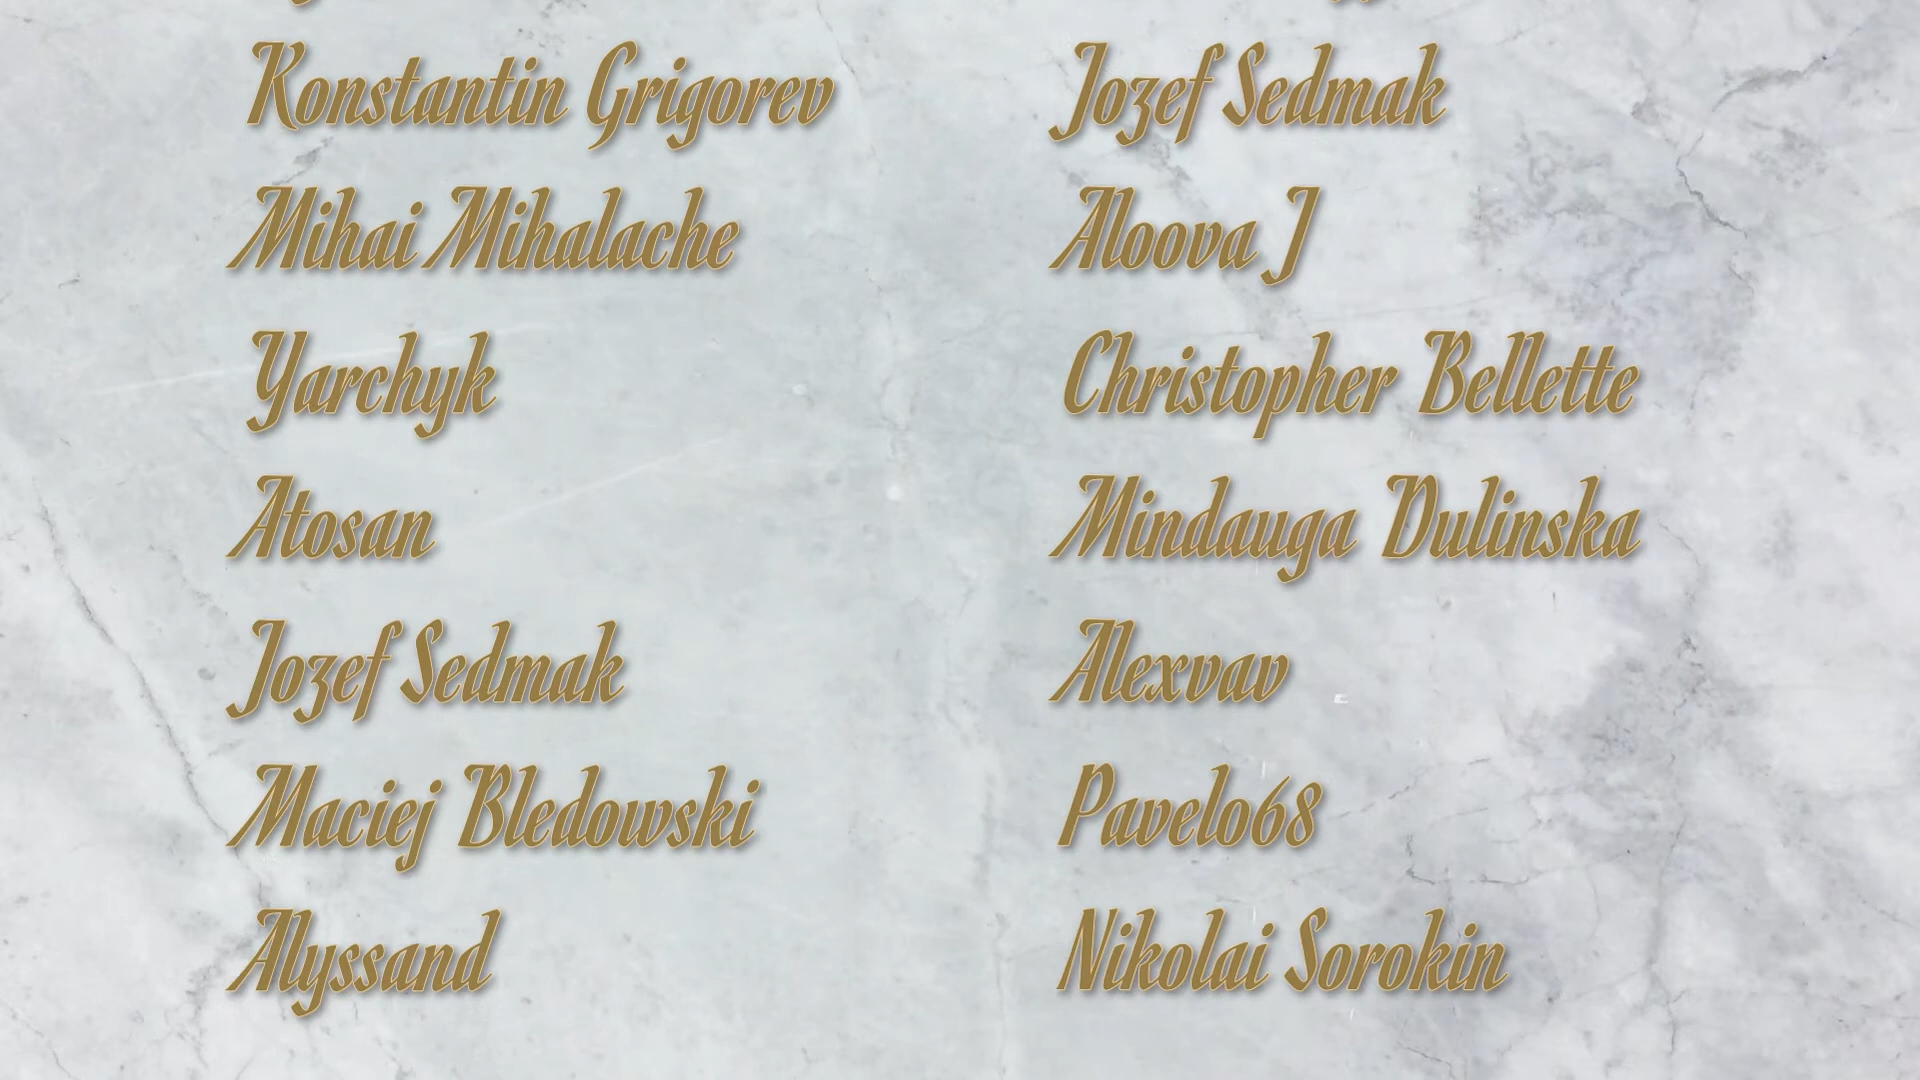 Konstantin Grigorev
Jozef Sedmak
Mihai Mihalache
Aloova J
Yarchyk
Christopher Bellette
Atosan
Mindauga Dulinska
Jozef Sedmak
Alexvav
Maciej Bledowski
Pavelo68
Alyssand
Nikolai Sorokin